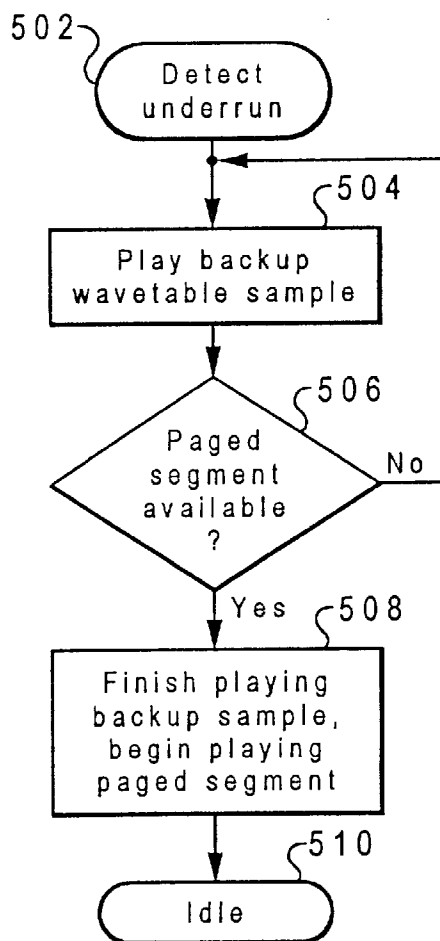 502
Detect
underrun
504
Play backup
wavetable sample
506
Paged
segment
available
?
No
Yes
508
Finish playing
backup sample,
begin playing
paged segment
510
Idle